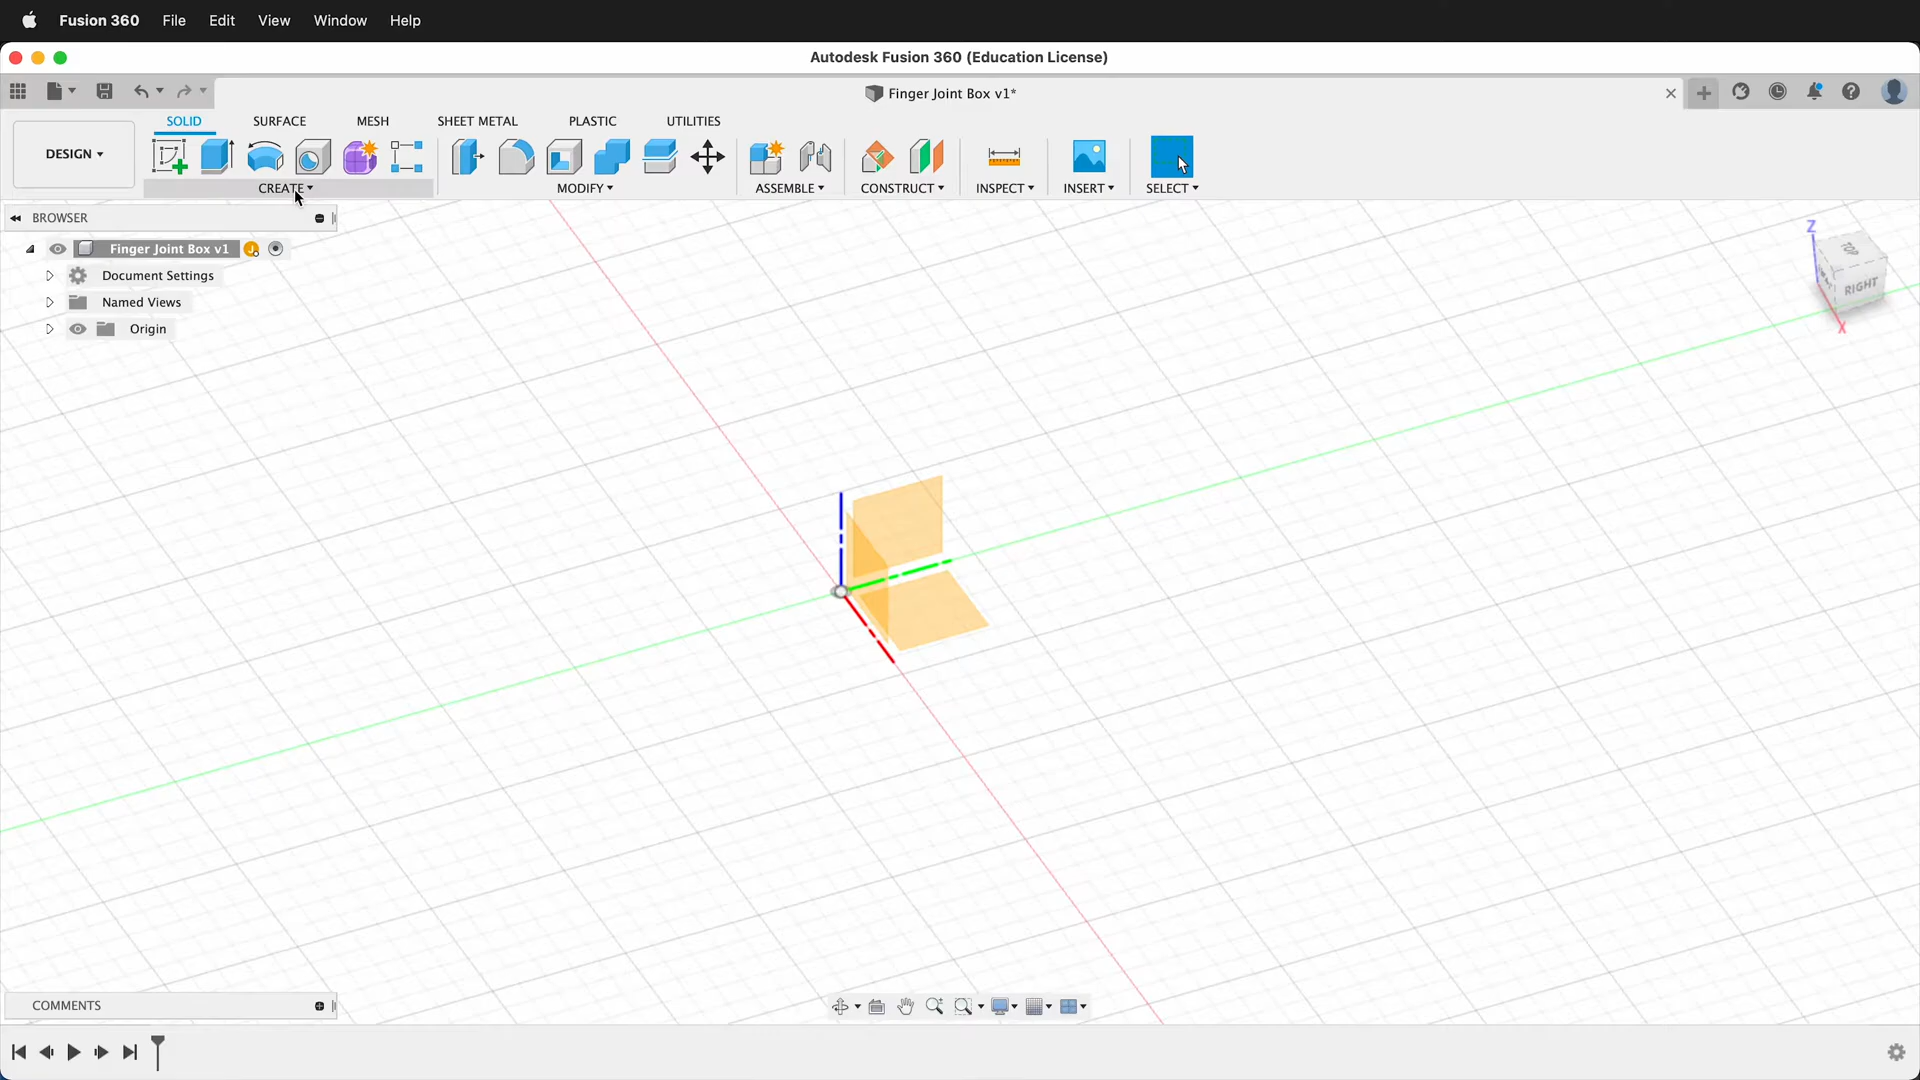 Fusion 360 File Edit View Window Help
Autodesk Fusion 360 (Education License)
Finger Joint Box v1*
SOLID SURFACE MESH SHEET METAL PLASTIC UTILITIES
DESIGN
CREATE MODIFY ASSEMBLE CONSTRUCT INSPECT INSERT SELECT
BROWSER
Finger Joint Box v1
Document Settings
Named Views
Origin
Z
TOP
RIGHT
X
COMMENTS